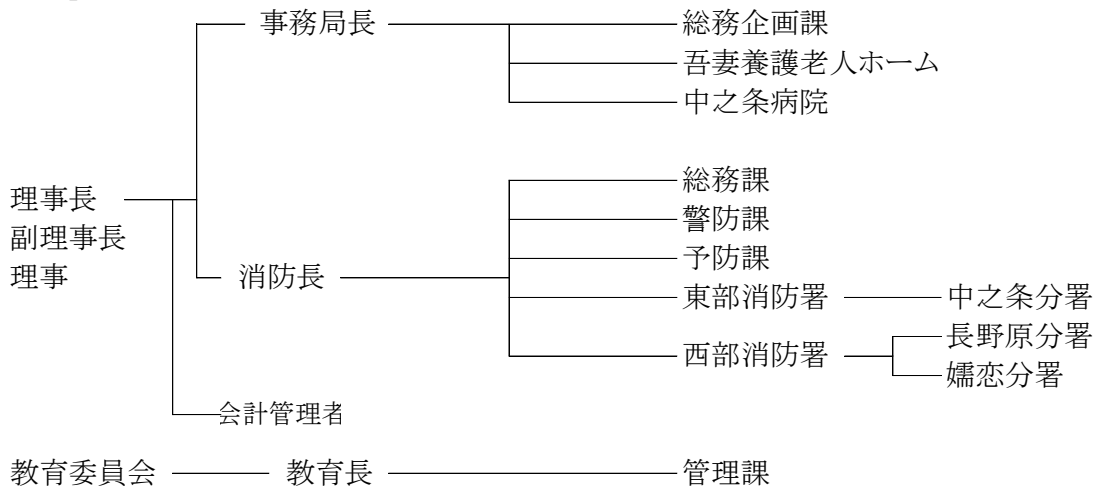 事務局長 総務企画課
吾妻養護老人ホーム
中之条病院
総務課
理事長
警防課
副理事長
予防課
理事 消防長
東部消防署 中之条分署
長野原分署
西部消防署
嬬恋分署
会計管理者
教育委員会 教育長 管理課